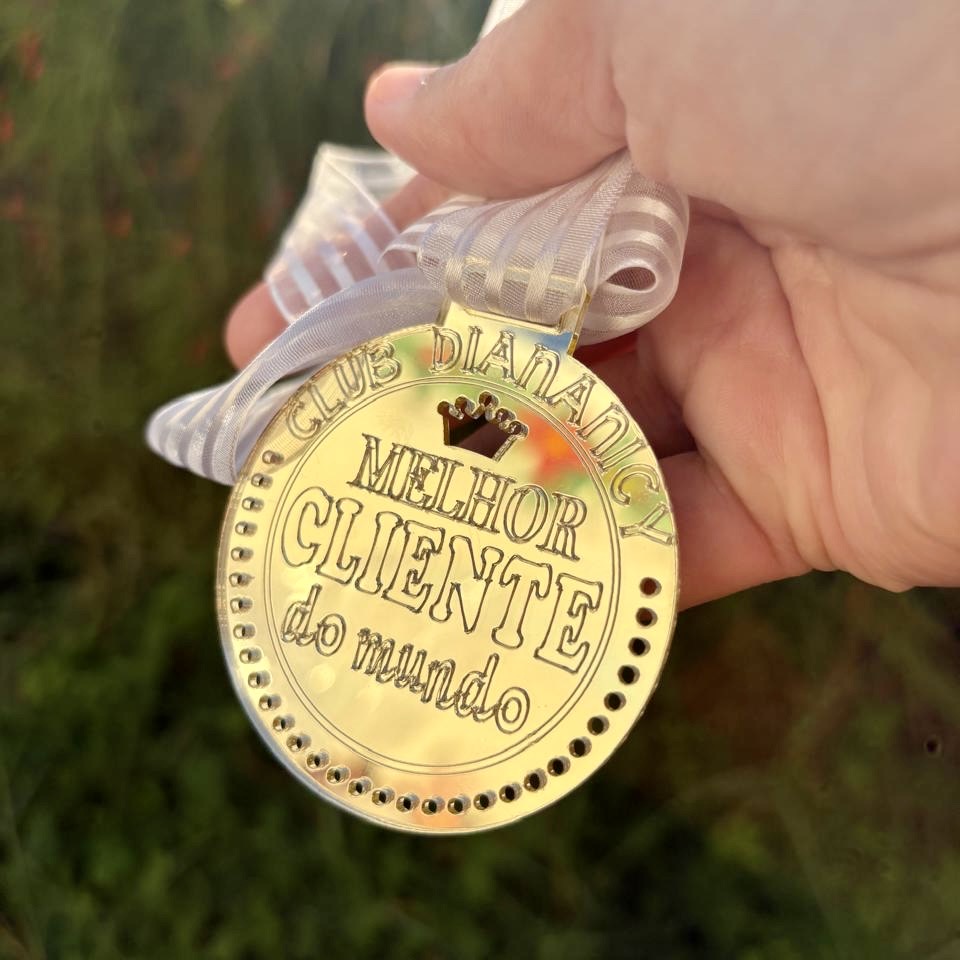 CLUB DIANANICY
MELHOR
CLIENTE
do mundo